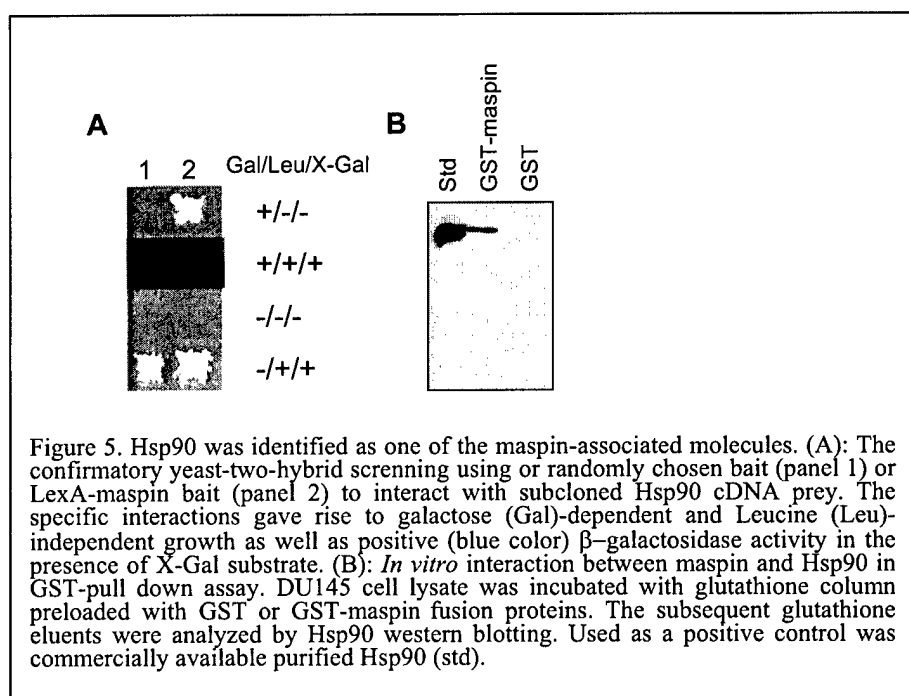 A
B
1 2 Gal/Leu/X-Gal
+/-/-
+/+/+
-/-/-
-/+/+
Std
GST-maspin
GST
Figure 5. Hsp90 was identified as one of the maspin-associated molecules. (A): The
confirmatory yeast-two-hybrid screnning using or randomly chosen bait (panel 1) or
LexA-maspin bait (panel 2) to interact with subcloned Hsp90 cDNA prey. The
specific interactions gave rise to galactose (Gal)-dependent and Leucine (Leu)-
independent growth as well as positive (blue color) β–galactosidase activity in the
presence of X-Gal substrate. (B): In vitro interaction between maspin and Hsp90 in
GST-pull down assay. DU145 cell lysate was incubated with glutathione column
preloaded with GST or GST-maspin fusion proteins. The subsequent glutathione
eluents were analyzed by Hsp90 western blotting. Used as a positive control was
commercially available purified Hsp90 (std).